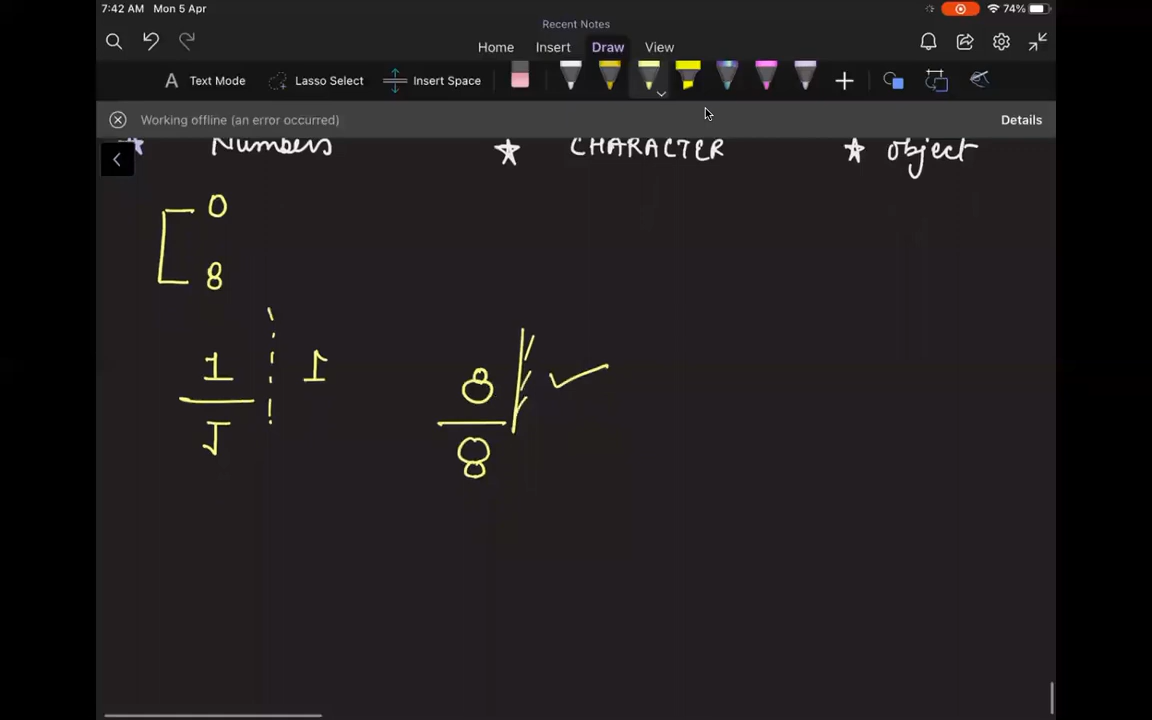 7:42 AM Mon 5 Apr 74%
Recent Notes
Home Insert Draw View
Text Mode Lasso Select Insert Space
Working offline (an error occurred) Details
Numbers CHARACTER object
0
8
1 1
8
8